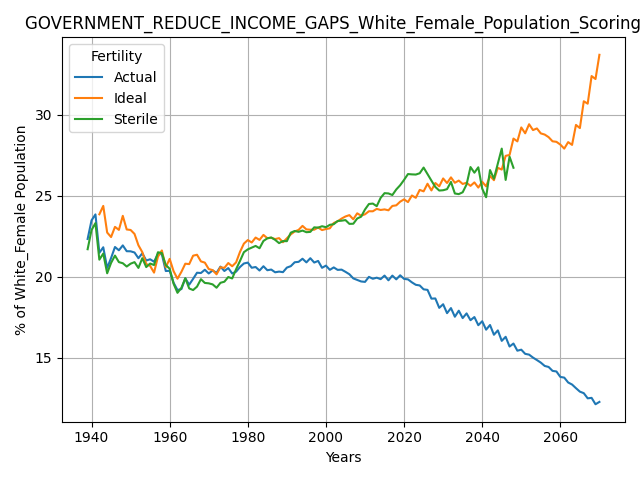 GOVERNMENT_REDUCE_INCOME_GAPS_White_Female_Population_Scoring
Fertility
Actual
Ideal
Sterile
% of White_Female Population
30
25
20
15
1940
1960
1980
2000
2020
2040
2060
Years